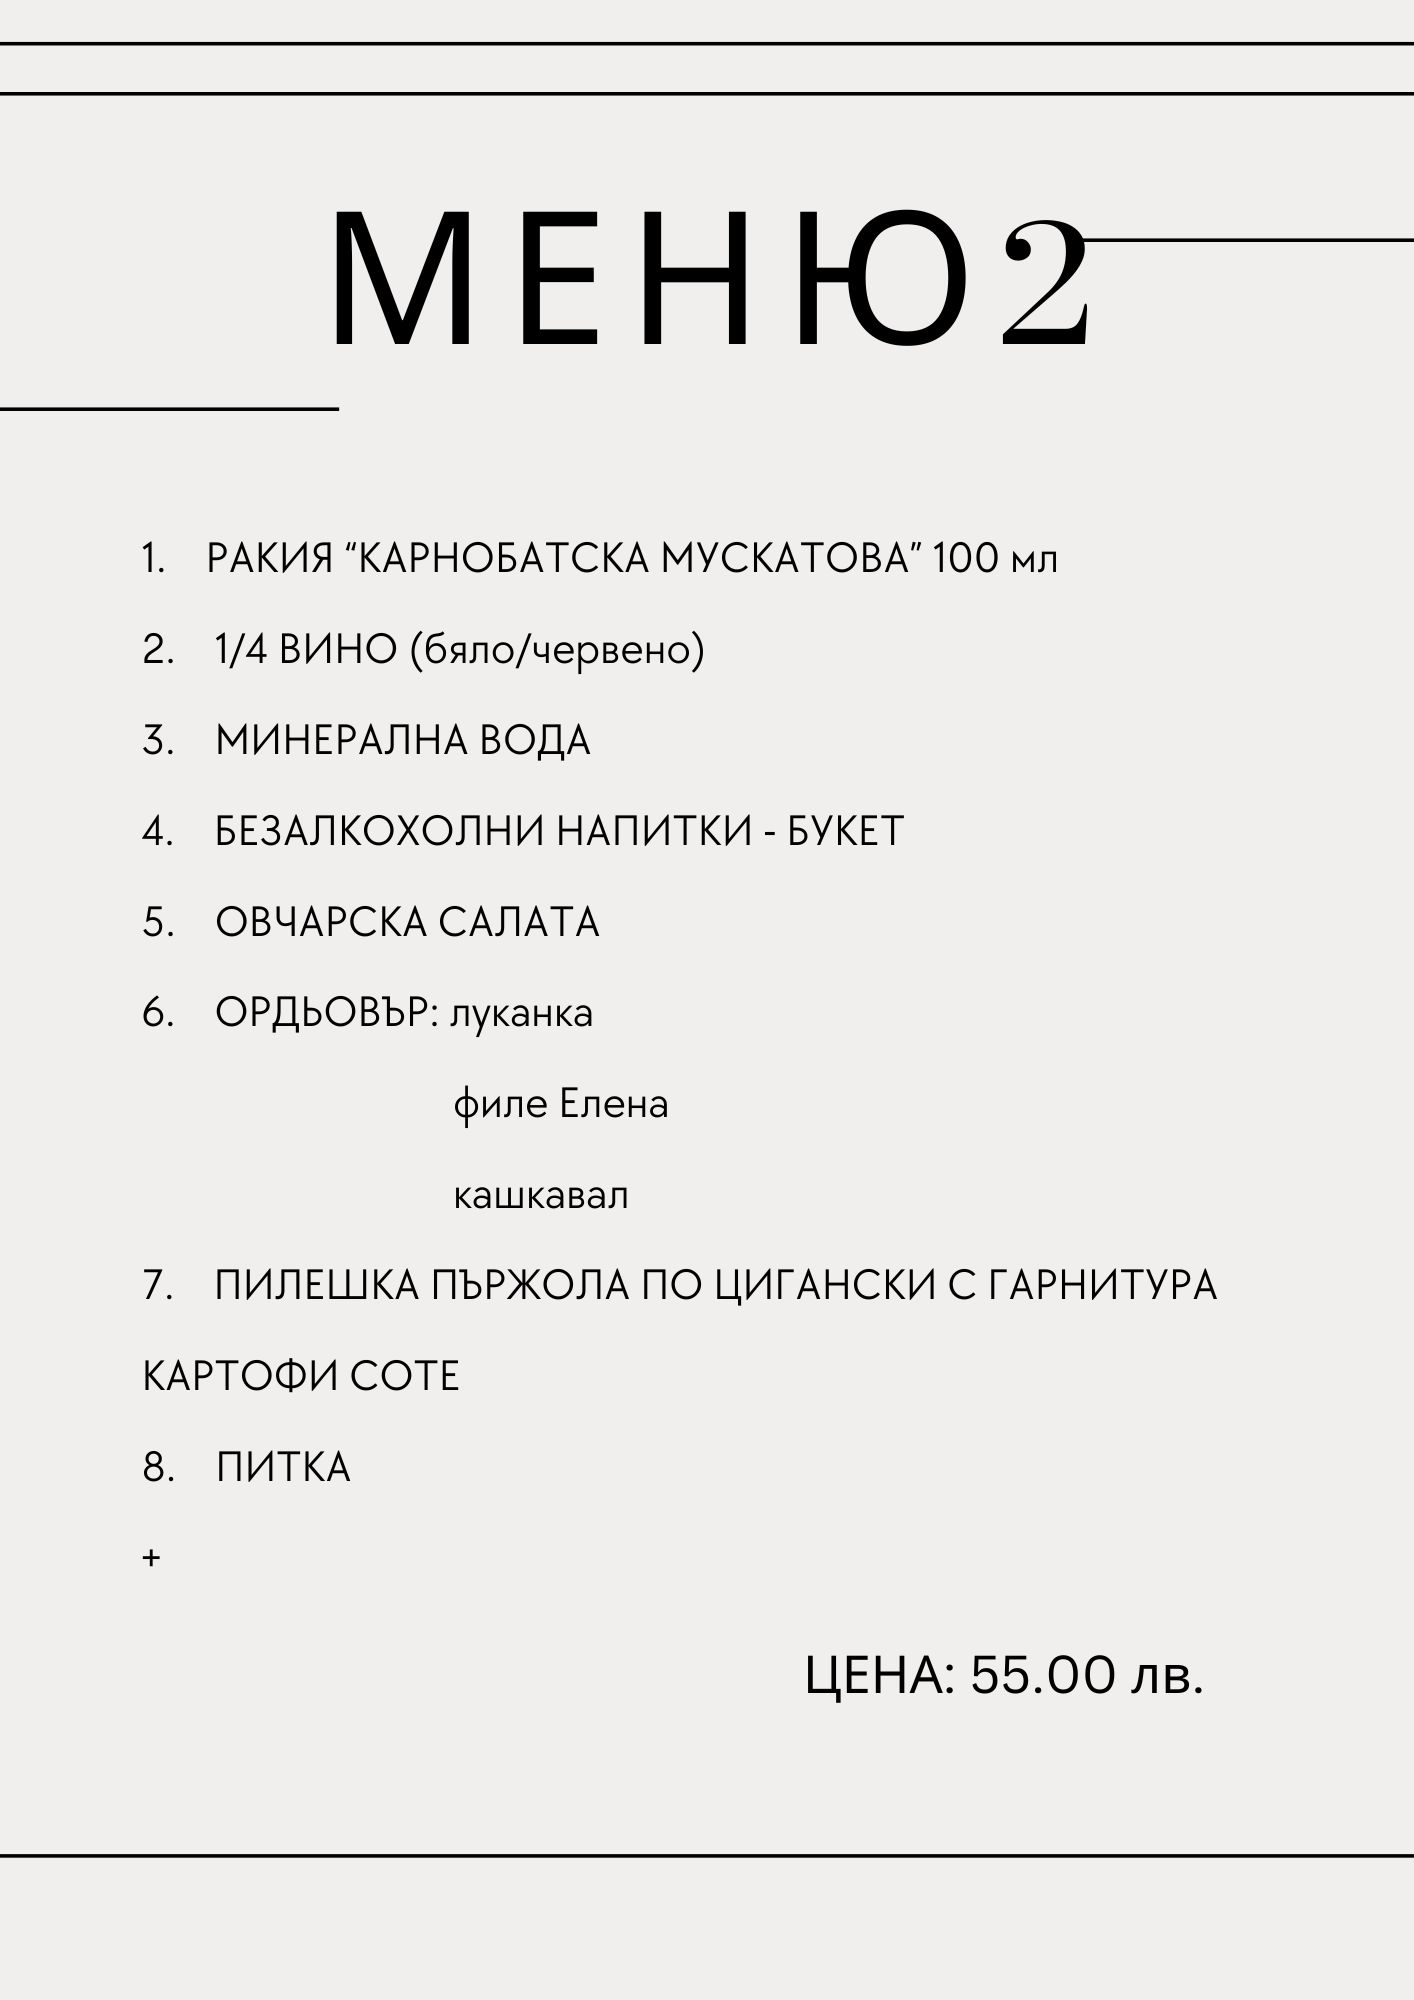 МЕНЮ2
1. РАКИЯ “КАРНОБАТСКА МУСКАТОВА” 100 мл
2. 1/4 ВИНО (бяло/червено)
3. МИНЕРАЛНА ВОДА
4. БЕЗАЛКОХОЛНИ НАПИТКИ - БУКЕТ
5. ОВЧАРСКА САЛАТА
6. ОРДЬОВЪР: луканка
филе Елена
кашкавал
7. ПИЛЕШКА ПЪРЖОЛА ПО ЦИГАНСКИ С ГАРНИТУРА
КАРТОФИ СОТЕ
8. ПИТКА
+
ЦЕНА: 55.00 лв.